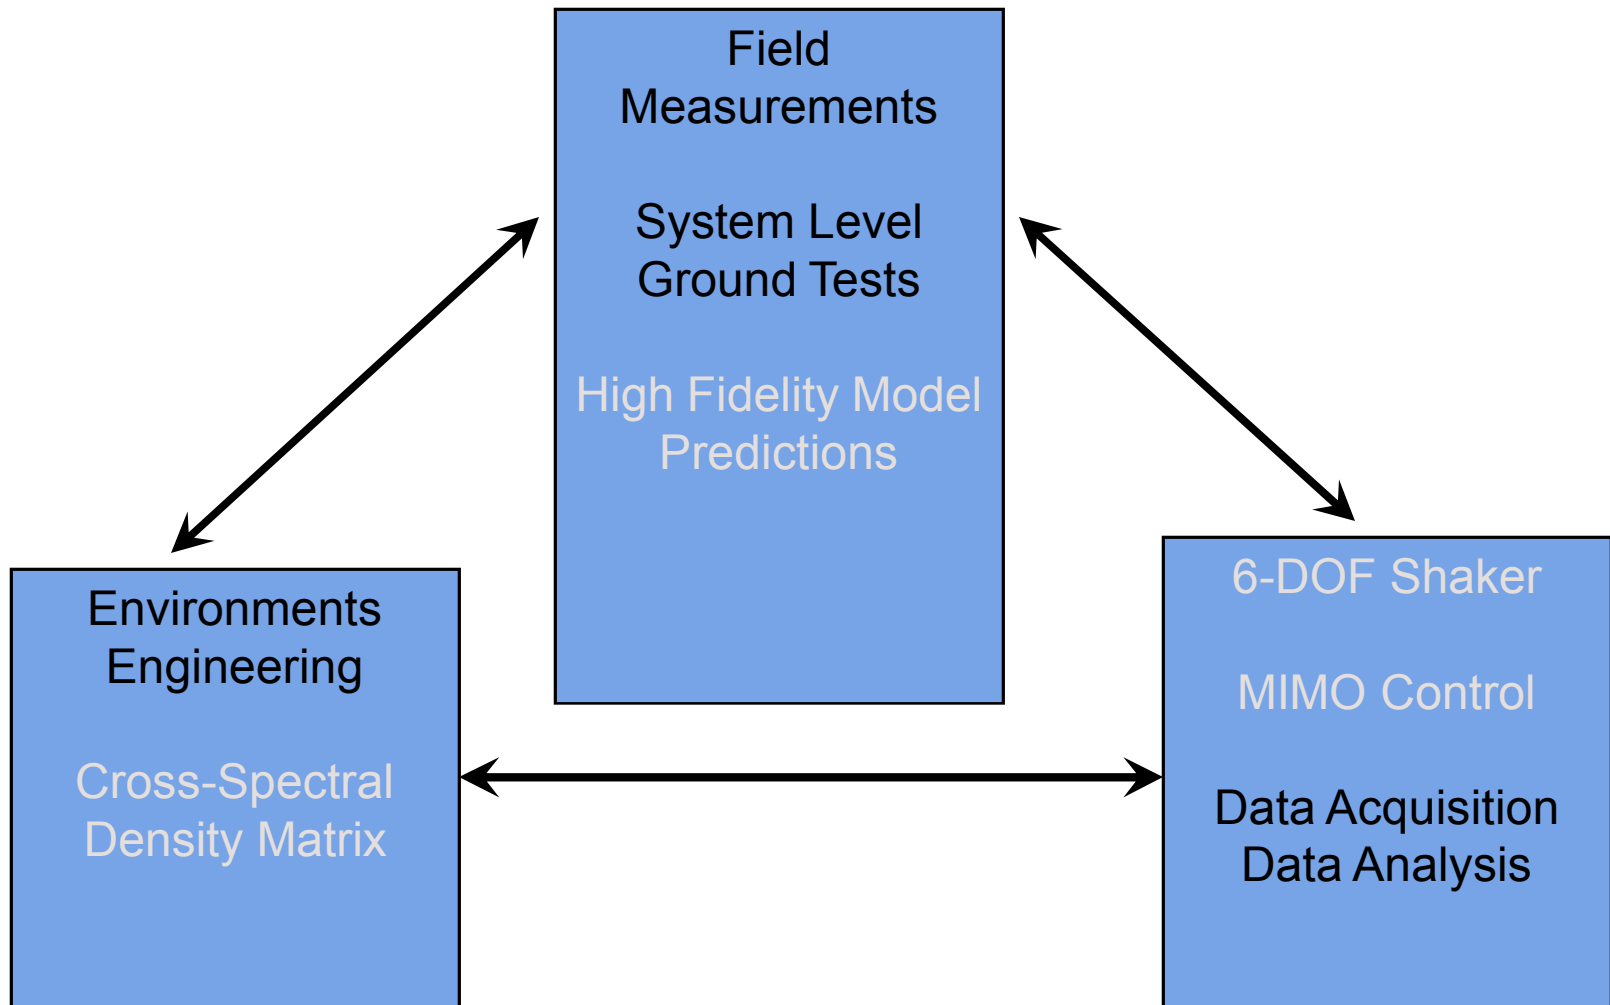 Field
Measurements
System Level
Ground Tests
High Fidelity Model
Predictions
Environments
Engineering
Cross-Spectral
Density Matrix
6-DOF Shaker
MIMO Control
Data Acquisition
Data Analysis